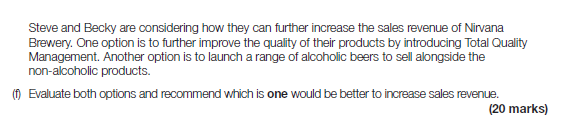 Steve and Becky are considering how they can further increase the sales revenue of Nirvana
Brewery. One option is to further improve the quality of their products by introducing Total Quality
Management. Another option is to launch a range of alcoholic beers to sell alongside the
non-alcoholic products.
(f) Evaluate both options and recommend which is one would be better to increase sales revenue.
(20 marks)